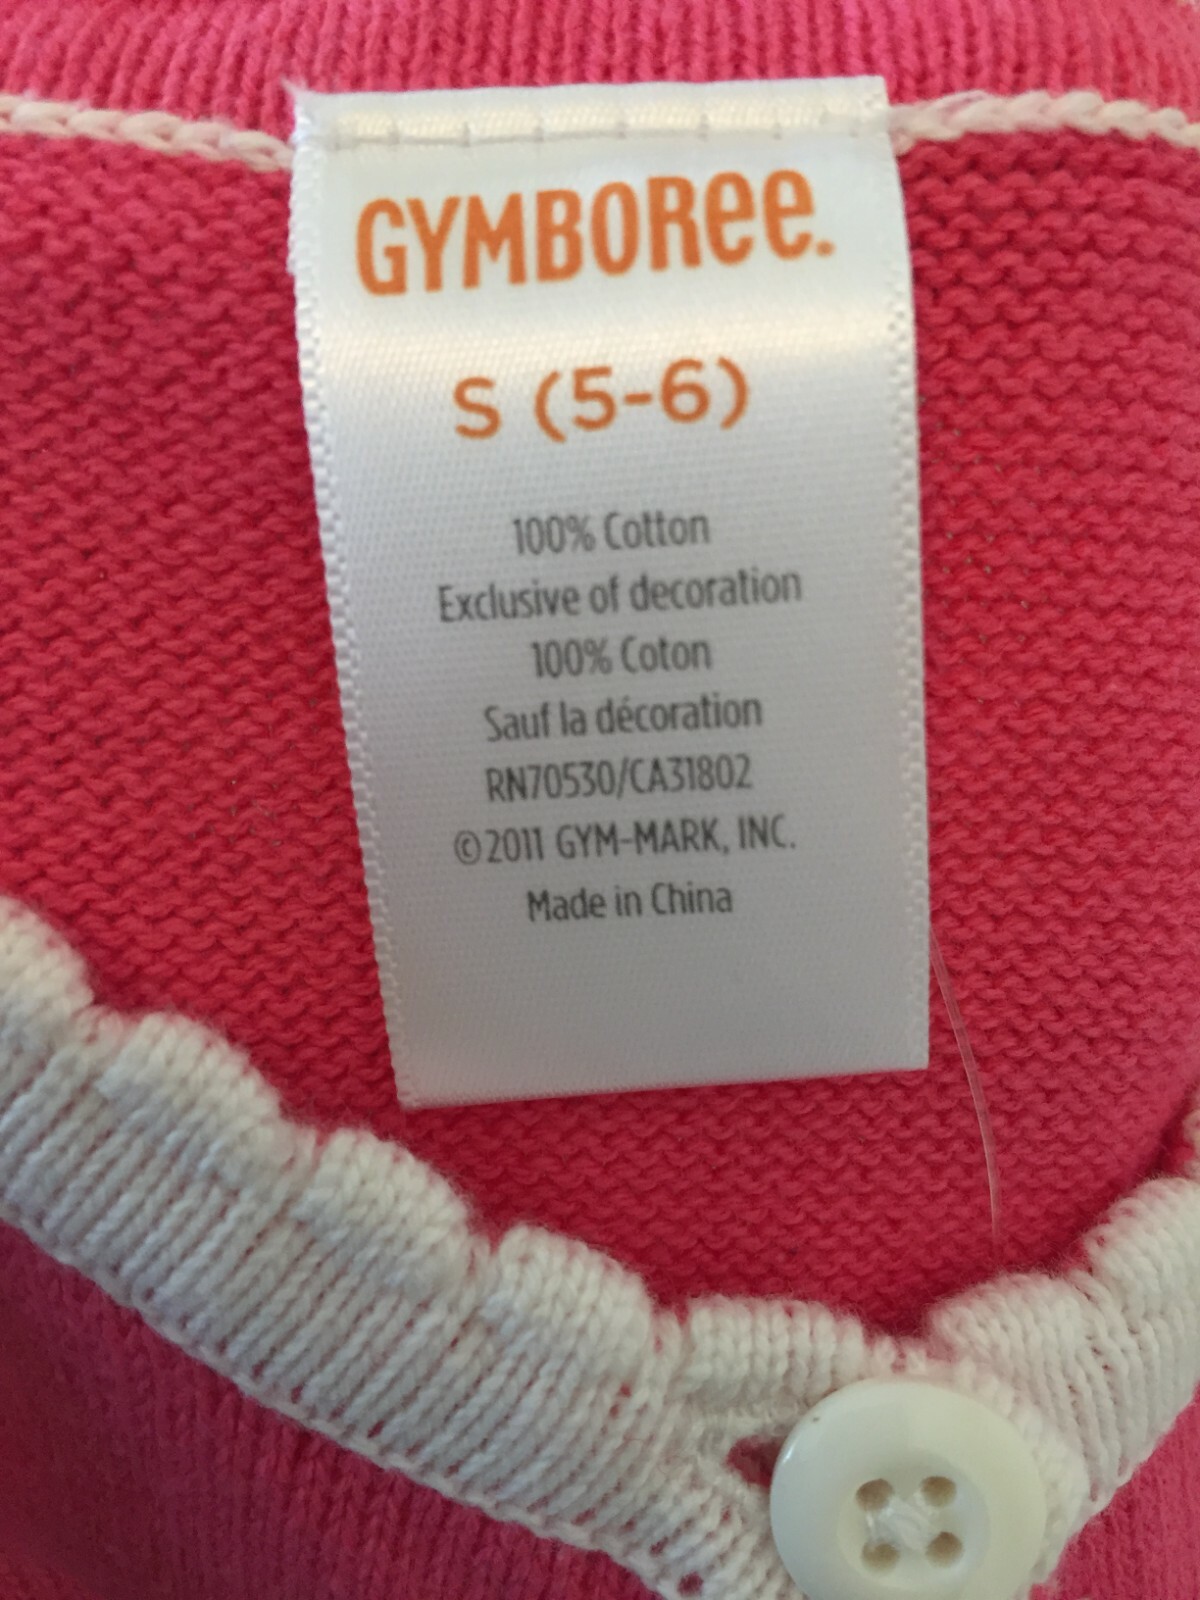 GYMBOREE.
S (5-6)
100% Cotton
Exclusive of decoration
100% Coton
Sauf la décoration
RN70530/CA31802
©2011 GYM-MARK, INC.
Made in China